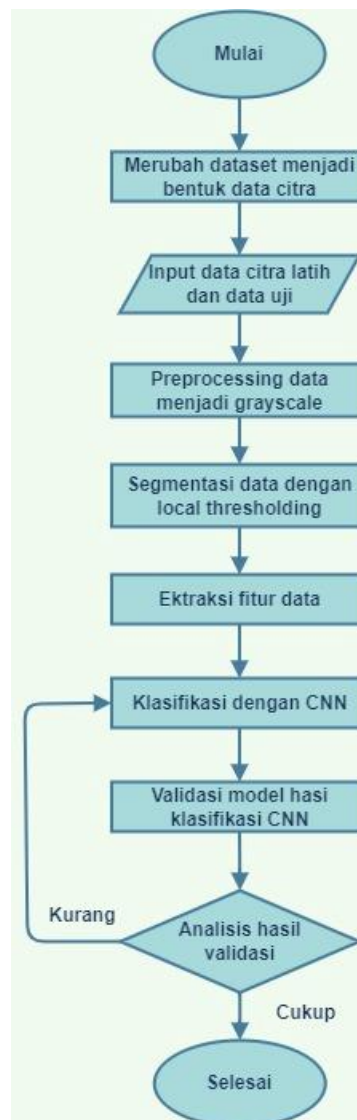 Mulai
Merubah dataset menjadi
bentuk data citra
Input data citra latih
dan data uji
Preprocessing data
menjadi grayscale
Segmentasi data dengan
local thresholding
Ektraksi fitur data
Klasifikasi dengan CNN
Validasi model hasi
klasifikasi CNN
Kurang
Analisis hasil
validasi
Cukup
Selesai